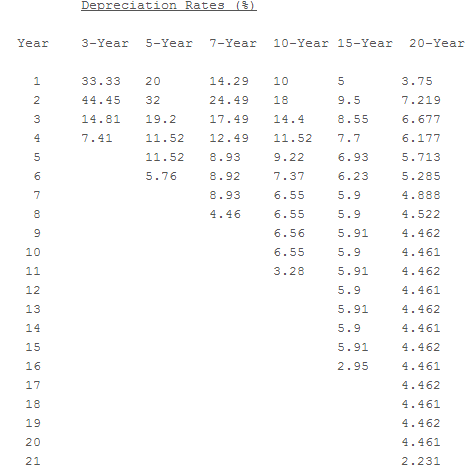 Depreciation Rates (%)
Year 3-Year 5-Year 7-Year 10-Year 15-Year 20-Year
1 33.33 20 14.29 10 5 3.75
2 44.45 32 24.49 18 9.5 7.219
3 14.81 19.2 17.49 14.4 8.55 6.677
4 7.41 11.52 12.49 11.52 7.7 6.177
5 11.52 8.93 9.22 6.93 5.713
6 5.76 8.92 7.37 6.23 5.285
7 8.93 6.55 5.9 4.888
8 4.46 6.55 5.9 4.522
9 6.56 5.91 4.462
10 6.55 5.9 4.461
11 3.28 5.91 4.462
12 5.9 4.461
13 5.91 4.462
14 5.9 4.461
15 5.91 4.462
16 2.95 4.461
17 4.462
18 4.461
19 4.462
20 4.461
21 2.231